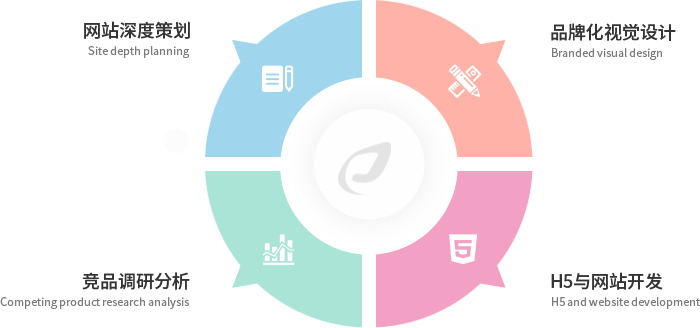 网站深度策划
Site depth planning
品牌化视觉设计
Branded visual design
竞品调研分析
Competing product research analysis
H5与网站开发
H5 and website development